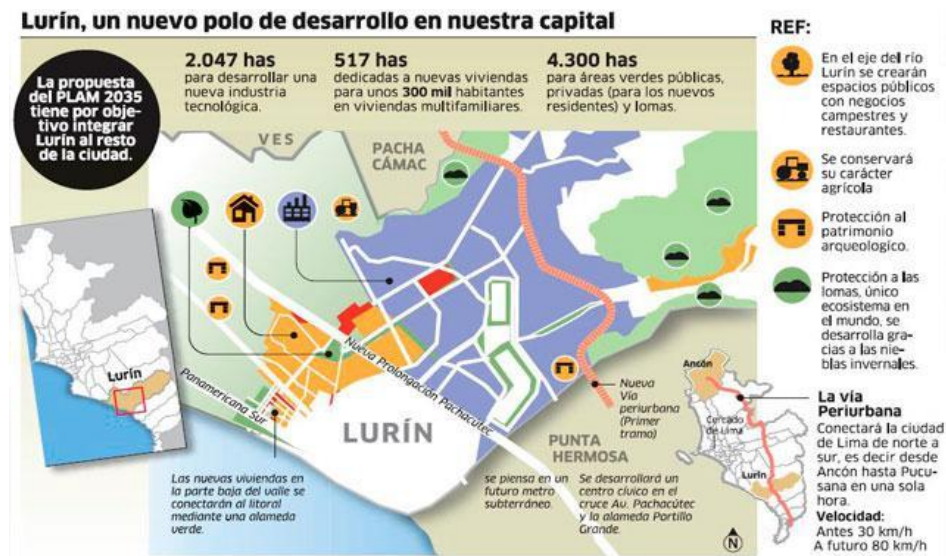 Lurín, un nuevo polo de desarrollo en nuestra capital
La propuesta
del PLAM 2035
tiene por obje-
tivo integrar
Lurín al resto
de la ciudad.
2.047 has
para desarrollar una
nueva industria
tecnológica.
517 has
dedicadas a nuevas viviendas
para unos 300 mil habitantes
en viviendas multifamiliares.
4.300 has
para áreas verdes públicas,
privadas (para los nuevos
residentes) y lomas.
REF:
En el eje del río
Lurín se crearán
espacios públicos
con negocios
campestres y
restaurantes.
Se conservará
su carácter
agrícola
Protección al
patrimonio
arqueologico.
Protección a las
lomas, único
ecosistema en
el mundo, se
desarrolla gra-
cias a las nie-
blas invernales.
VES
PACHA
CÁMAC
Lurín
Panamericana Sur
Nueva Prolongación Pachacútec
LURÍN
PUNTA
HERMOSA
Nueva
Vía
periurbana
(Primer
tramo)
Las nuevas viviendas en
la parte baja del valle se
conectarán al litoral
mediante una alameda
verde.
se piensa en un
futuro metro
subterráneo.
Se desarrollará un
centro cívico en el
cruce Av. Pachacútec
y la alameda Portillo
Grande.
N
Ancón
Cercado
de Lima
Lurín
La vía
Periurbana
Conectará la ciudad
de Lima de norte a
sur, es decir desde
Ancón hasta Pucu-
sana en una sola
hora.
Velocidad:
Antes 30 km/h
A futuro 80 km/h